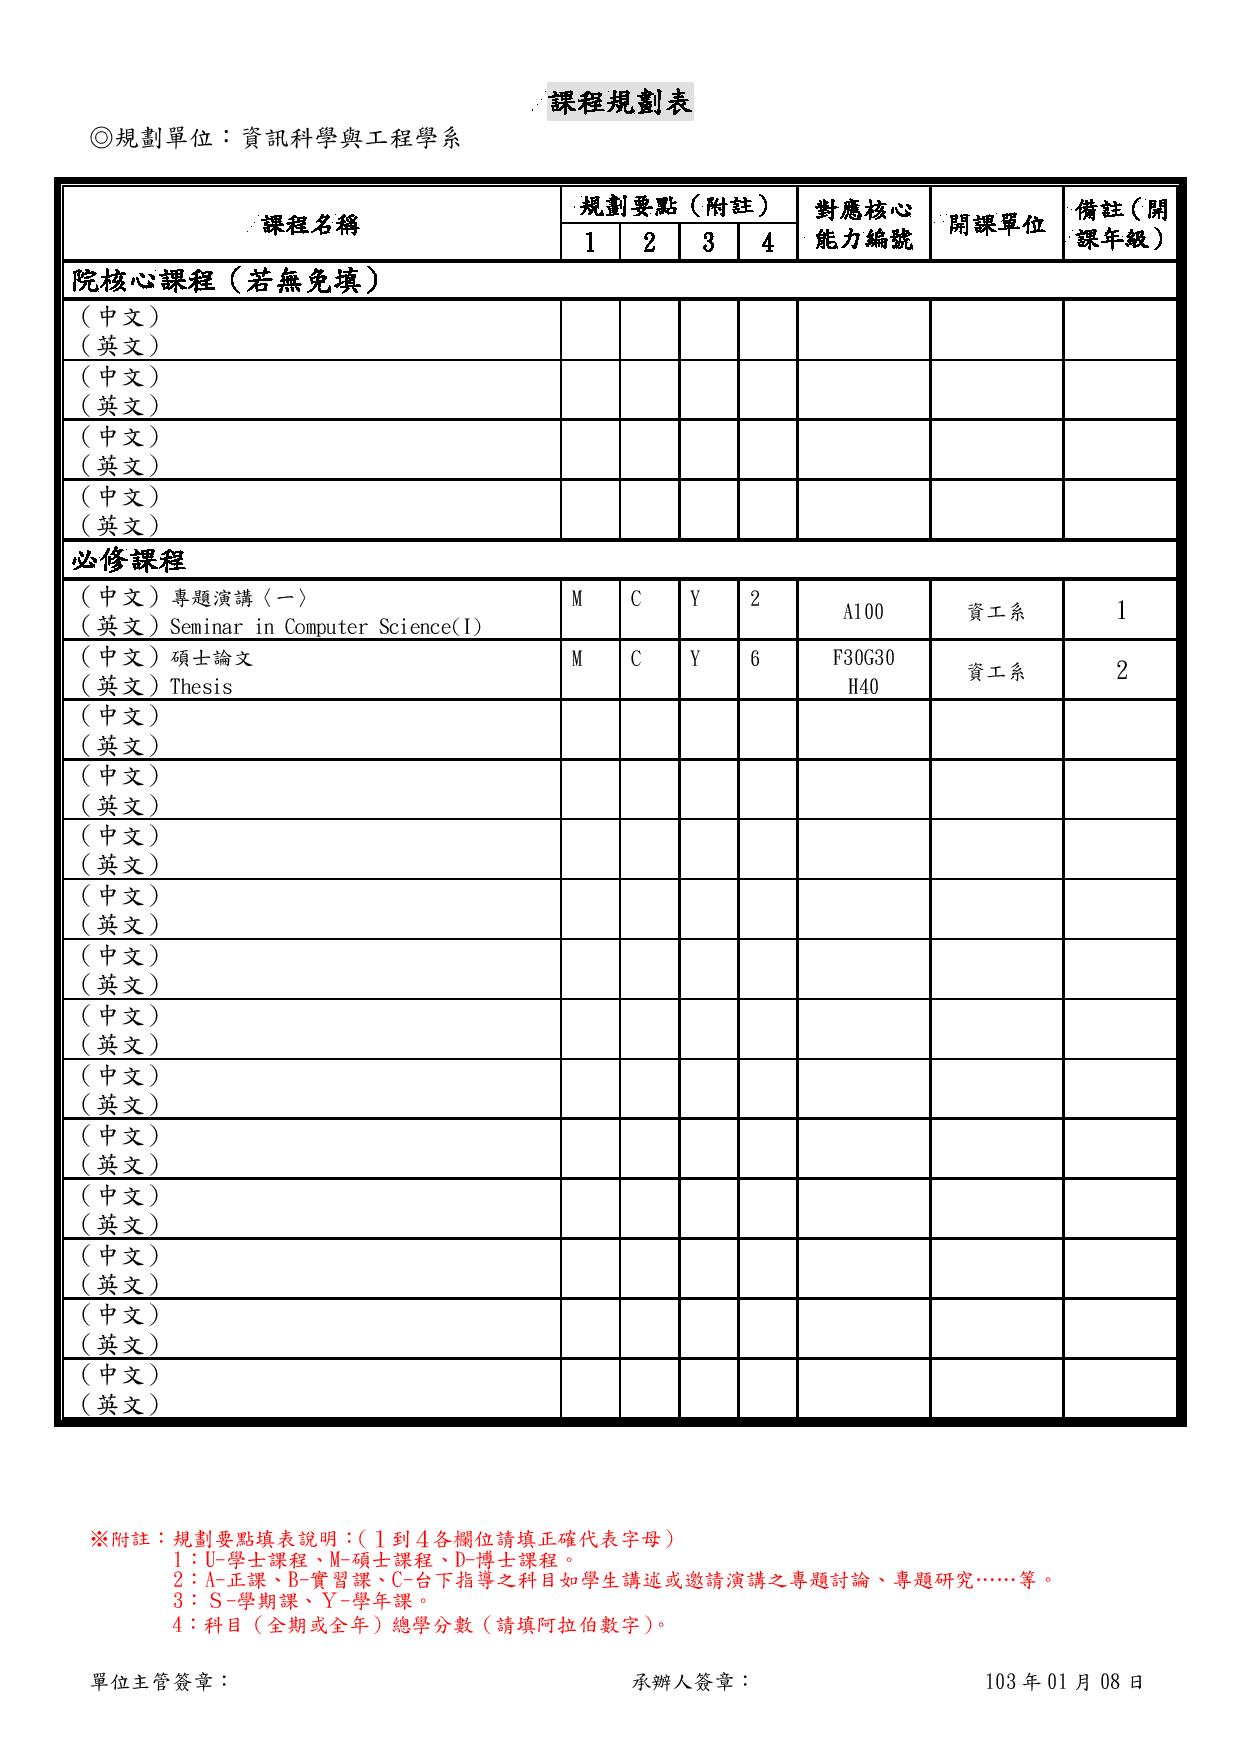 課程規劃表
◎規劃單位：資訊科學與工程學系
課程名稱 規劃要點（附註） 對應核心能力編號 開課單位 備註（開課年級）
1 2 3 4
院核心課程（若無免填）
（中文）
（英文）
（中文）
（英文）
（中文）
（英文）
（中文）
（英文）
必修課程
（中文）專題演講〈一〉 M C Y 2 A100 資工系 1
（英文）Seminar in Computer Science(I)
（中文）碩士論文 M C Y 6 F30G30 資工系 2
（英文）Thesis H40
（中文）
（英文）
（中文）
（英文）
（中文）
（英文）
（中文）
（英文）
（中文）
（英文）
（中文）
（英文）
（中文）
（英文）
（中文）
（英文）
（中文）
（英文）
（中文）
（英文）
（中文）
（英文）
（中文）
（英文）
※附註：規劃要點填表說明：(１到４各欄位請填正確代表字母）
1：U-學士課程、M-碩士課程、D-博士課程。
2：A-正課、B-實習課、C-台下指導之科目如學生講述或邀請演講之專題討論、專題研究……等。
3：Ｓ-學期課、Ｙ-學年課。
4：科目（全期或全年）總學分數（請填阿拉伯數字)。
單位主管簽章： 承辦人簽章： 103 年 01 月 08 日